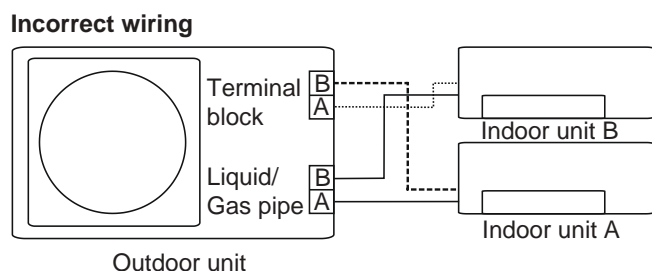 Incorrect wiring
Terminal
block
B
A
Liquid/
Gas pipe
B
A
Outdoor unit
Indoor unit B
Indoor unit A